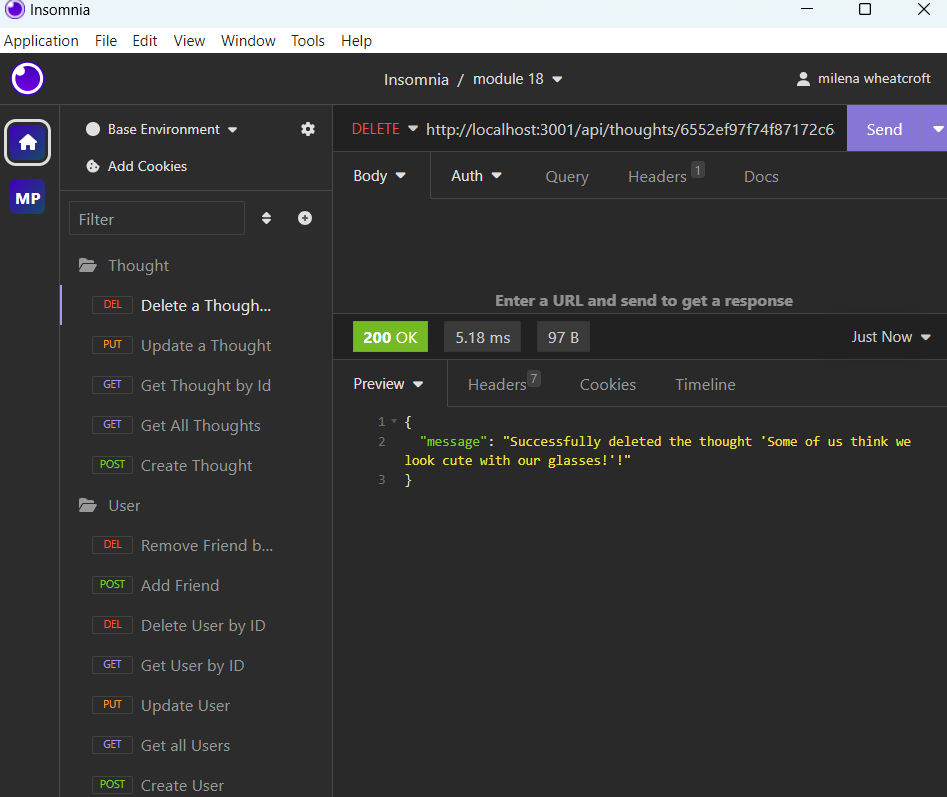 Insomnia
Application File Edit View Window Tools Help
Insomnia / module 18
milena wheatcroft
Base Environment
Add Cookies
MP
Filter
Thought
DEL Delete a Though...
PUT Update a Thought
GET Get Thought by Id
GET Get All Thoughts
POST Create Thought
User
DEL Remove Friend b...
POST Add Friend
DEL Delete User by ID
GET Get User by ID
PUT Update User
GET Get all Users
POST Create User
DELETE http://localhost:3001/api/thoughts/6552ef97f74f87172c6 Send
Body Auth Query Headers 1 Docs
Enter a URL and send to get a response
200 OK 5.18 ms 97 B Just Now
Preview Headers 7 Cookies Timeline
1 {
2 "message": "Successfully deleted the thought 'Some of us think we
look cute with our glasses!'!"
3 }